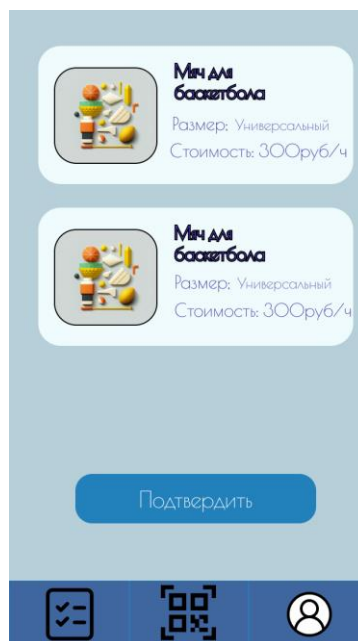 Мяч для
баскетбола
Размер: Универсальный
Стоимость: 300руб/ч
Мяч для
баскетбола
Размер: Универсальный
Стоимость: 300руб/ч
Подтвердить